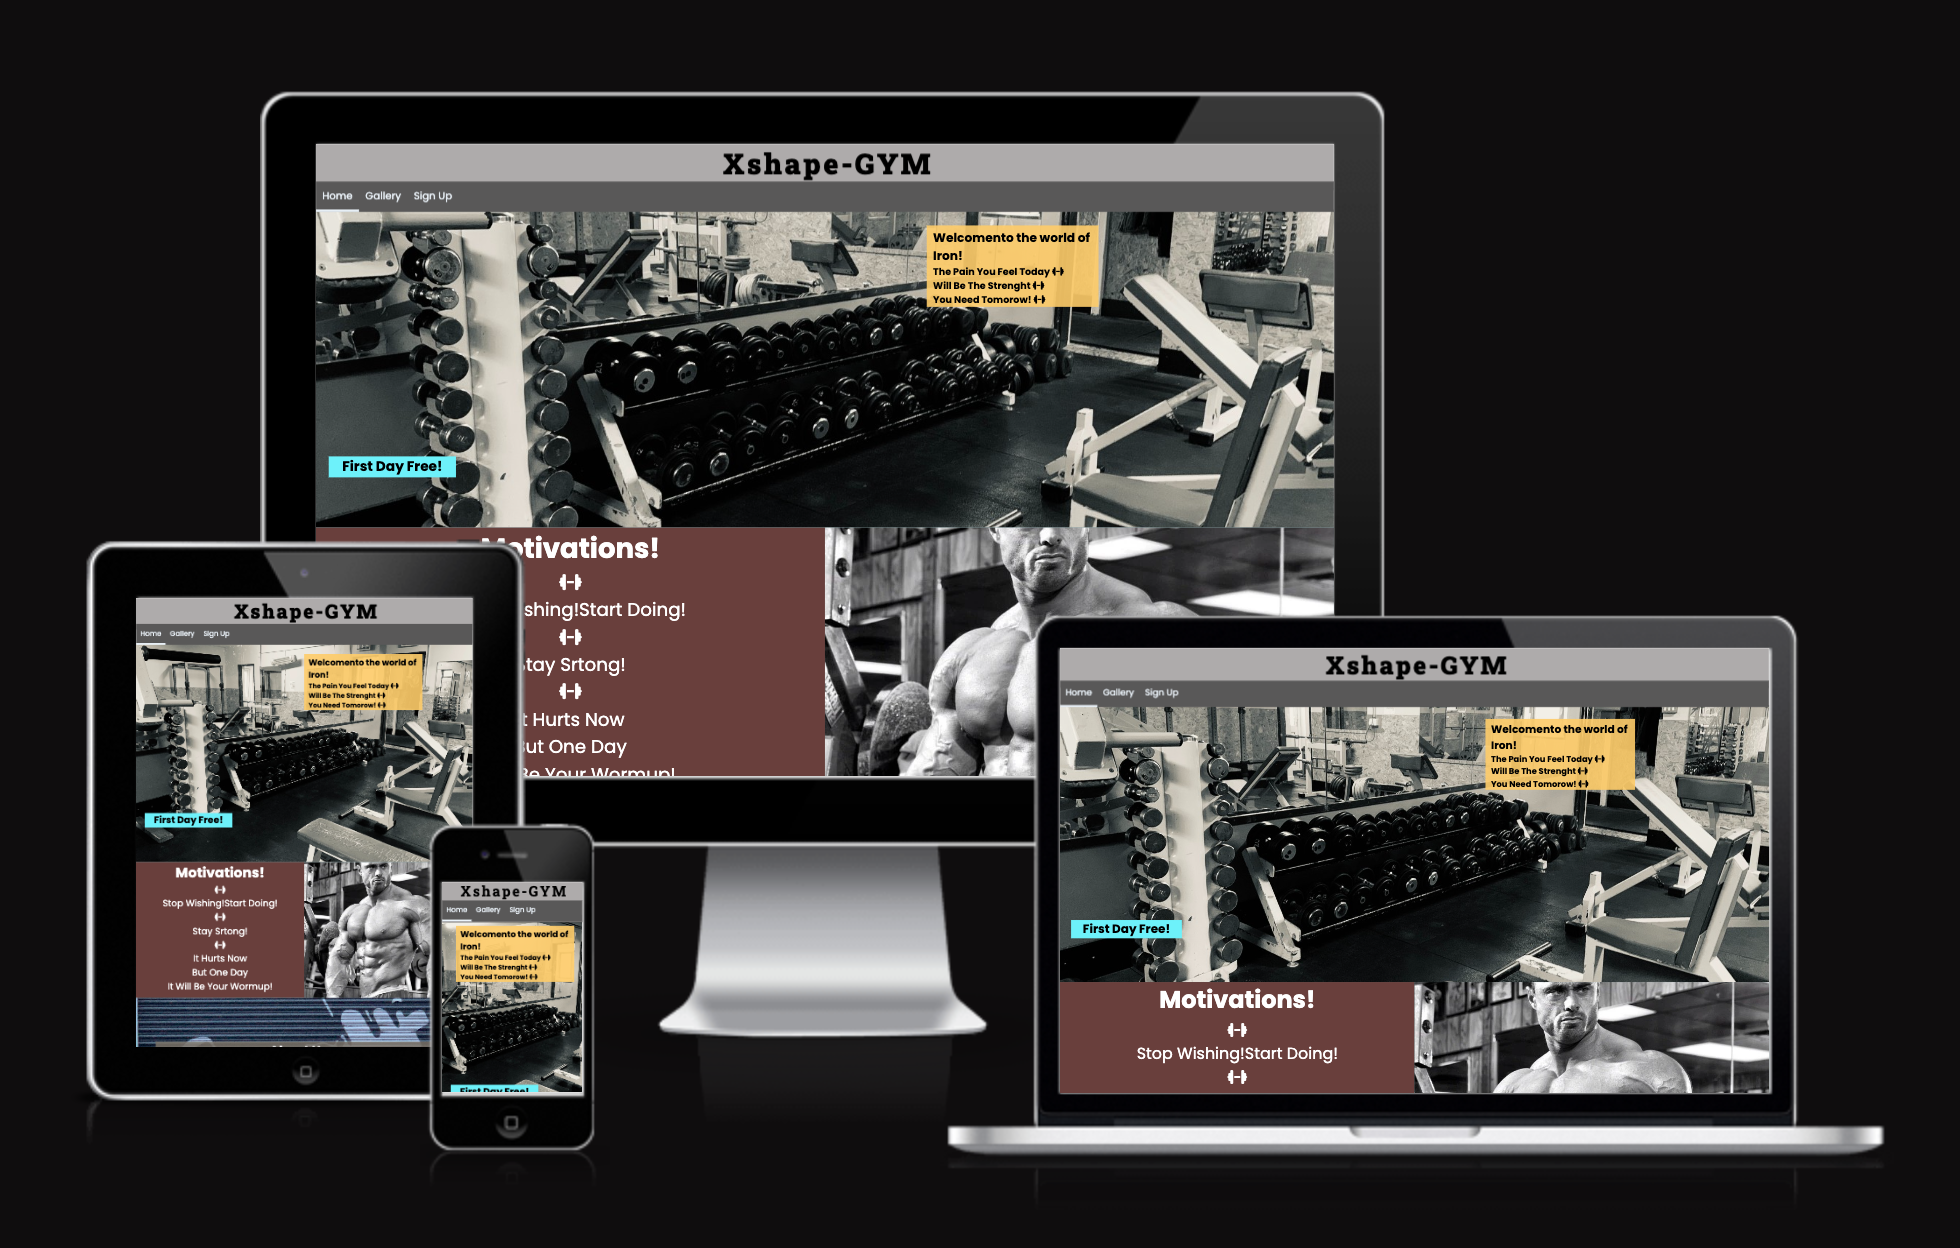 Xshape-GYM
Home Gallery Sign Up
Welcomento the world of
Iron!
The Pain You Feel Today
Will Be The Strenght
You Need Tomorow!
First Day Free!
Motivations!
shing!Start Doing!
tay Srtong!
t Hurts Now
ut One Day
Be Your Wormup!
Xshape-GYM
Home Gallery Sign Up
Welcomento the world of
Iron!
The Pain You Feel Today
Will Be The Strenght
You Need Tomorow!
First Day Free!
Motivations!
Stop Wishing!Start Doing!
Stay Srtong!
It Hurts Now
But One Day
It Will Be Your Wormup!
Xshape-GYM
Home Gallery Sign Up
Welcomento the world of
Iron!
The Pain You Feel Today
Will Be The Strenght
You Need Tomorow!
First Day Free!
Xshape-GYM
Home Gallery Sign Up
Welcomento the world of
Iron!
The Pain You Feel Today
Will Be The Strenght
You Need Tomorow!
First Day Free!
Motivations!
Stop Wishing!Start Doing!